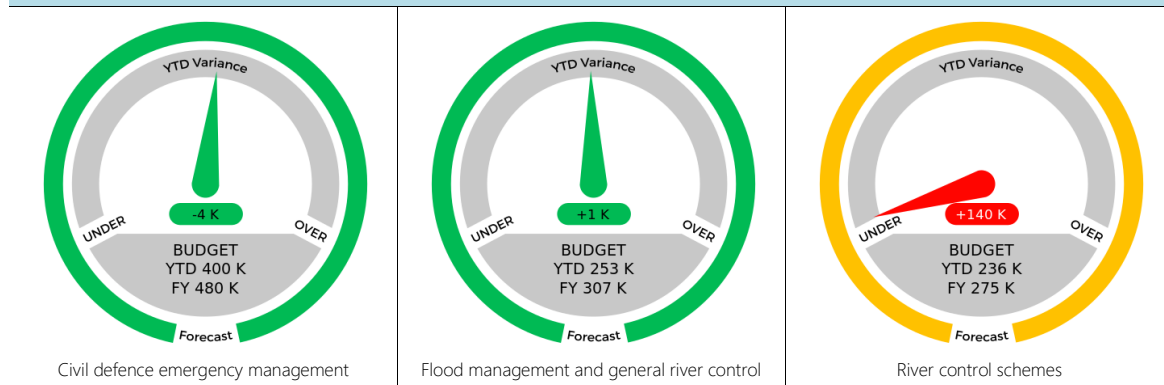 YTD Variance
-4 K
UNDER
OVER
BUDGET
YTD 400 K
FY 480 K
Forecast
Civil defence emergency management
YTD Variance
+1 K
UNDER
OVER
BUDGET
YTD 253 K
FY 307 K
Forecast
Flood management and general river control
YTD Variance
+140 K
UNDER
OVER
BUDGET
YTD 236 K
FY 275 K
Forecast
River control schemes